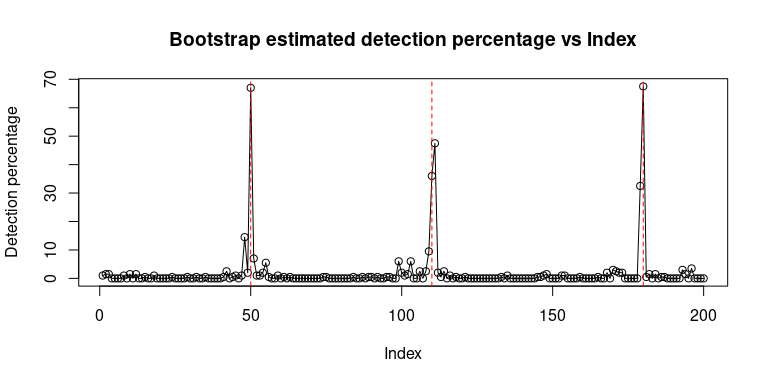 Bootstrap estimated detection percentage vs Index
Detection percentage
70
50
30
10
0
0 50 100 150 200
Index